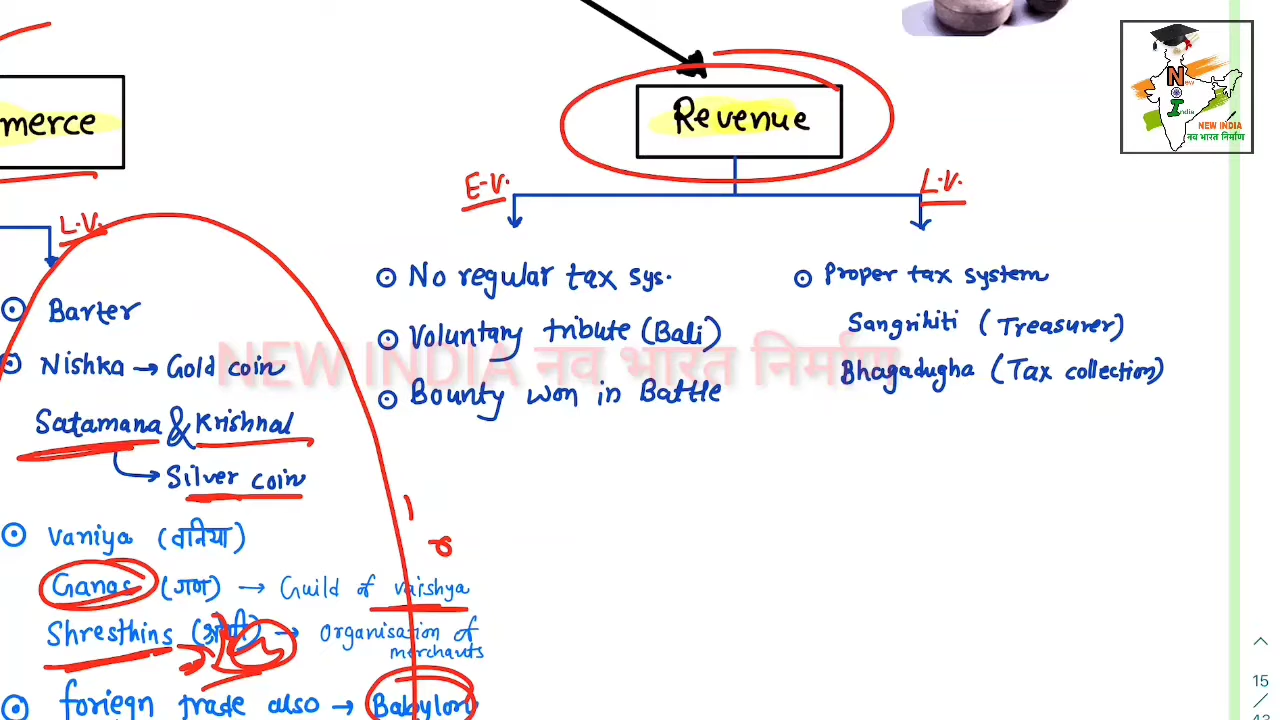 merce
Revenue
NEW INDIA
नव भारत निर्माण
L.V.
E.V.
L.V.
Barter
Nishka → Gold coin
Satamana & Krishnal
Silver coin
Vaniya (वनिया)
Ganas (गण) → Guild of vaishya
Shresthins → Organisation of
merchants
foriegn trade also → Babylon
No regular tax sys.
Voluntary tribute (Bali)
Bounty won in Battle
Proper tax system
Sangrihiti (Treasurer)
Bhagadugha (Tax collection)
NEW INDIA नव भारत निर्माण
15
/